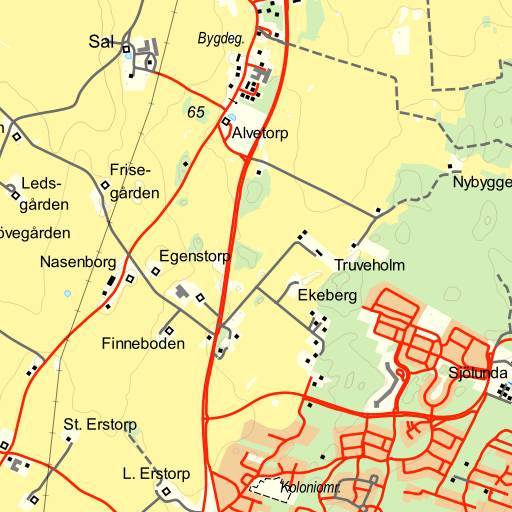 Sal
Bygdeg.
65
Alvetorp
Frise-
gården
Leds-
gården
Nybygge
övegården
Egenstorp
Nasenborg
Truveholm
Ekeberg
Finneboden
Sjölunda
St. Erstorp
L. Erstorp
Koloniomr.